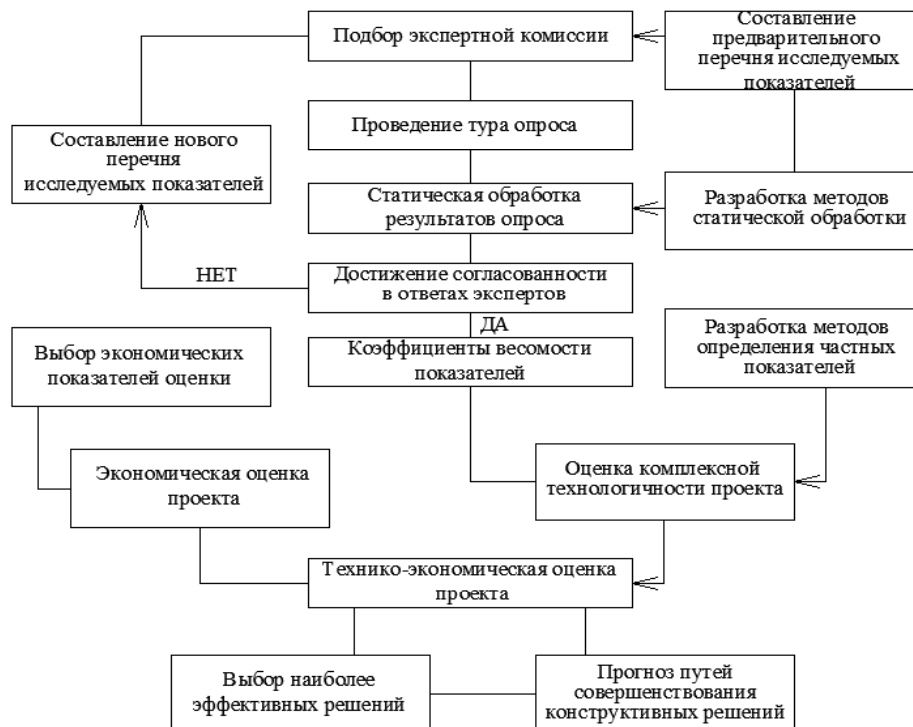 Подбор экспертной комиссии
Составление
предварительного
перечня исследуемых
показателей
Проведение тура опроса
Составление нового
перечня
исследуемых показателей
Статическая обработка
результатов опроса
Разработка методов
статической обработки
НЕТ
Достижение согласованности
в ответах экспертов
ДА
Выбор экономических
показателей оценки
Коэффициенты весомости
показателей
Разработка методов
определения частных
показателей
Экономическая оценка
проекта
Оценка комплексной
технологичности проекта
Технико-экономическая оценка
проекта
Выбор наиболее
эффективных решений
Прогноз путей
совершенствования
конструктивных решений